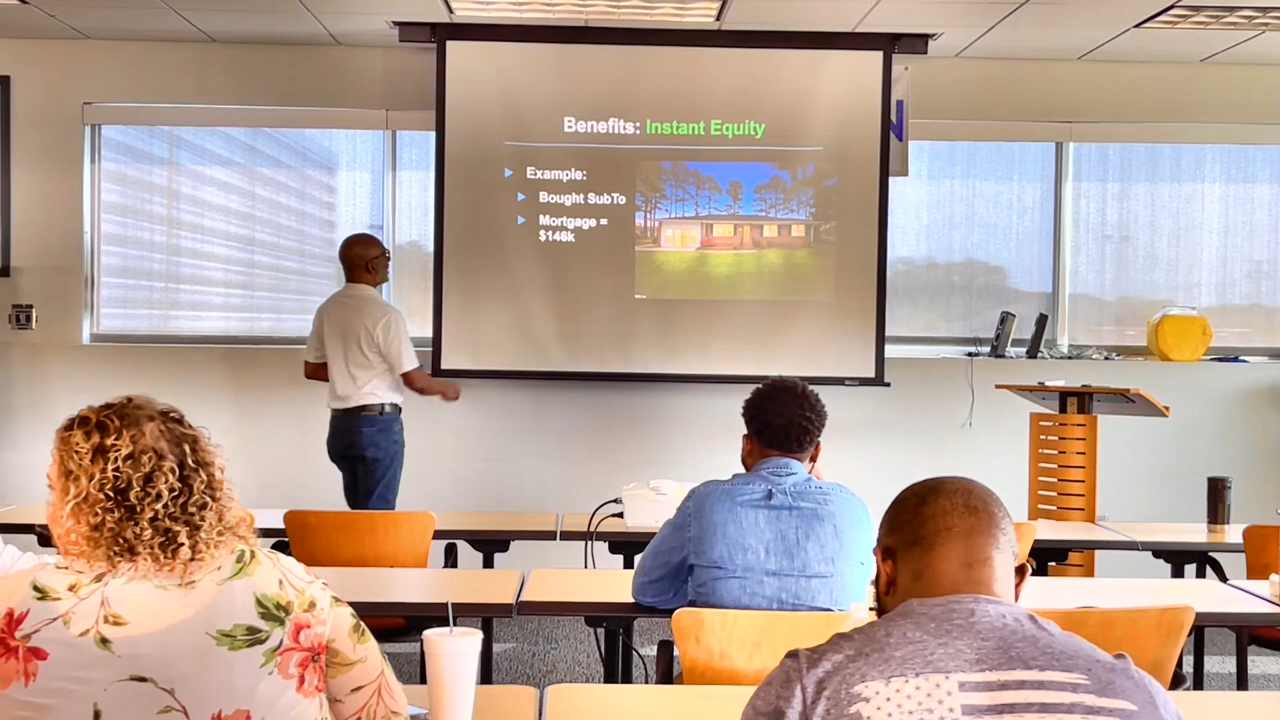 Benefits: Instant Equity
Example:
Bought SubTo
Mortgage =
$146k
N